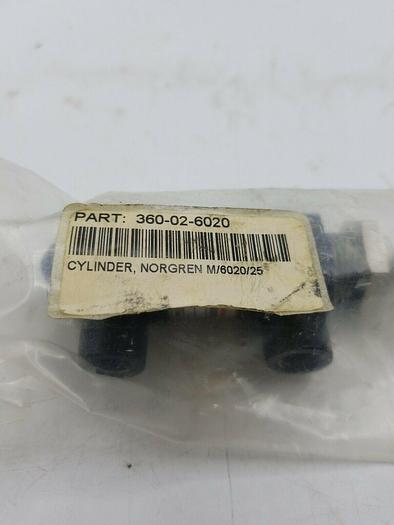 PART: 360-02-6020
CYLINDER, NORGREN M/6020/25